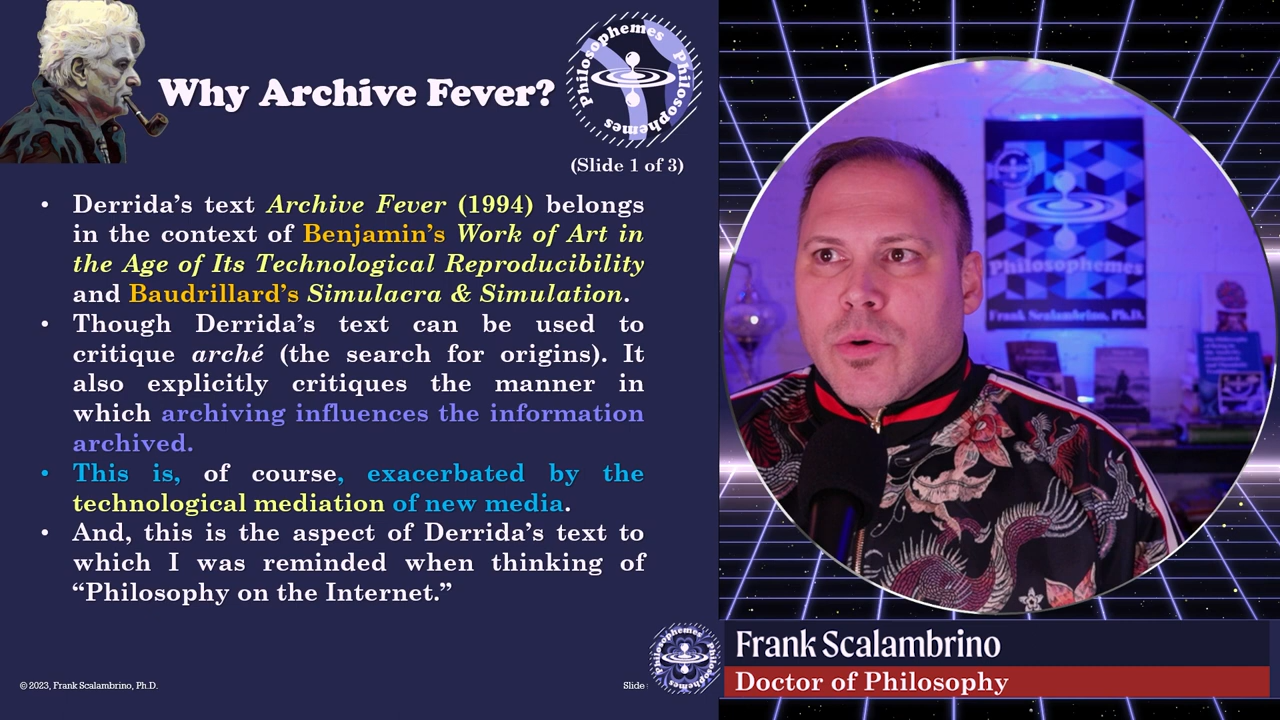 Why Archive Fever?
Philosophemes Philosophemes
(Slide 1 of 3)
• Derrida's text Archive Fever (1994) belongs
in the context of Benjamin's Work of Art in
the Age of Its Technological Reproducibility
and Baudrillard's Simulacra & Simulation.
• Though Derrida's text can be used to
critique arché (the search for origins). It
also explicitly critiques the manner in
which archiving influences the information
archived.
• This is, of course, exacerbated by the
technological mediation of new media.
• And, this is the aspect of Derrida's text to
which I was reminded when thinking of
“Philosophy on the Internet.”
© 2023, Frank Scalambrino, Ph.D.
Slide
Philosophemes Philosophemes
Philosophemes
Frank Scalambrino, Ph.D.
Frank Scalambrino
Doctor of Philosophy